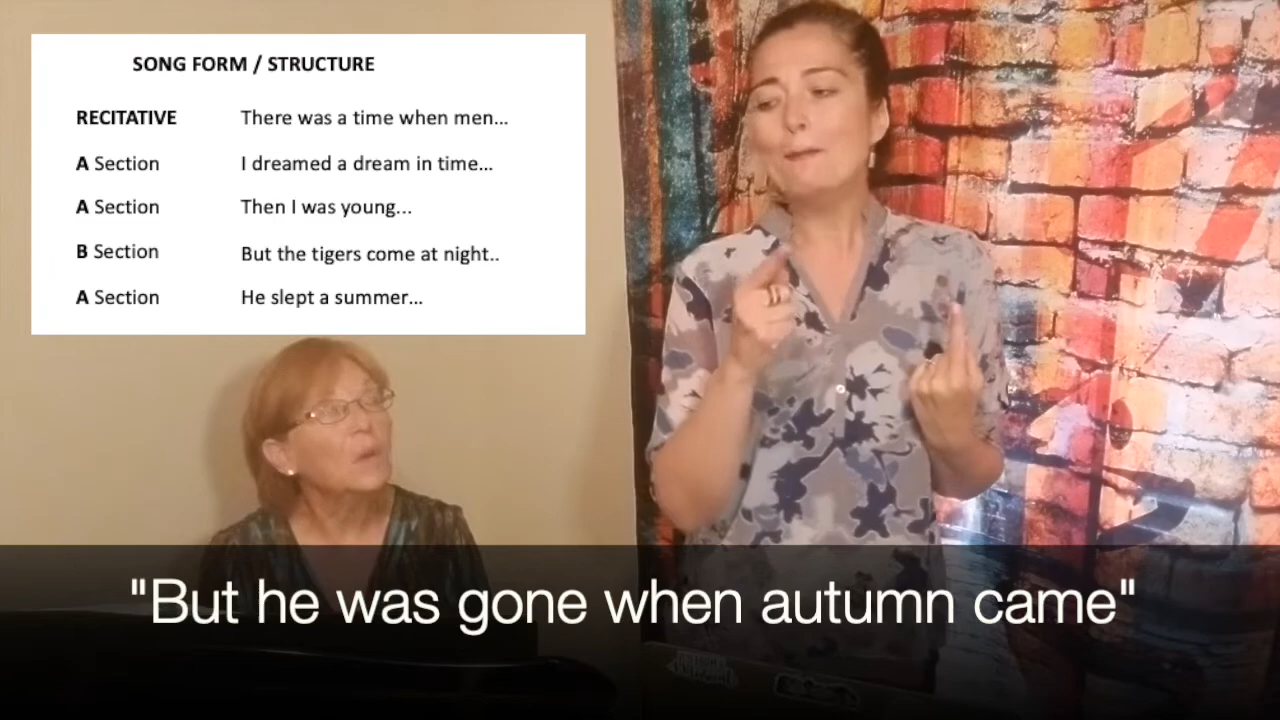 SONG FORM / STRUCTURE
RECITATIVE There was a time when men...
A Section I dreamed a dream in time...
A Section Then I was young...
B Section But the tigers come at night..
A Section He slept a summer...
"But he was gone when autumn came"